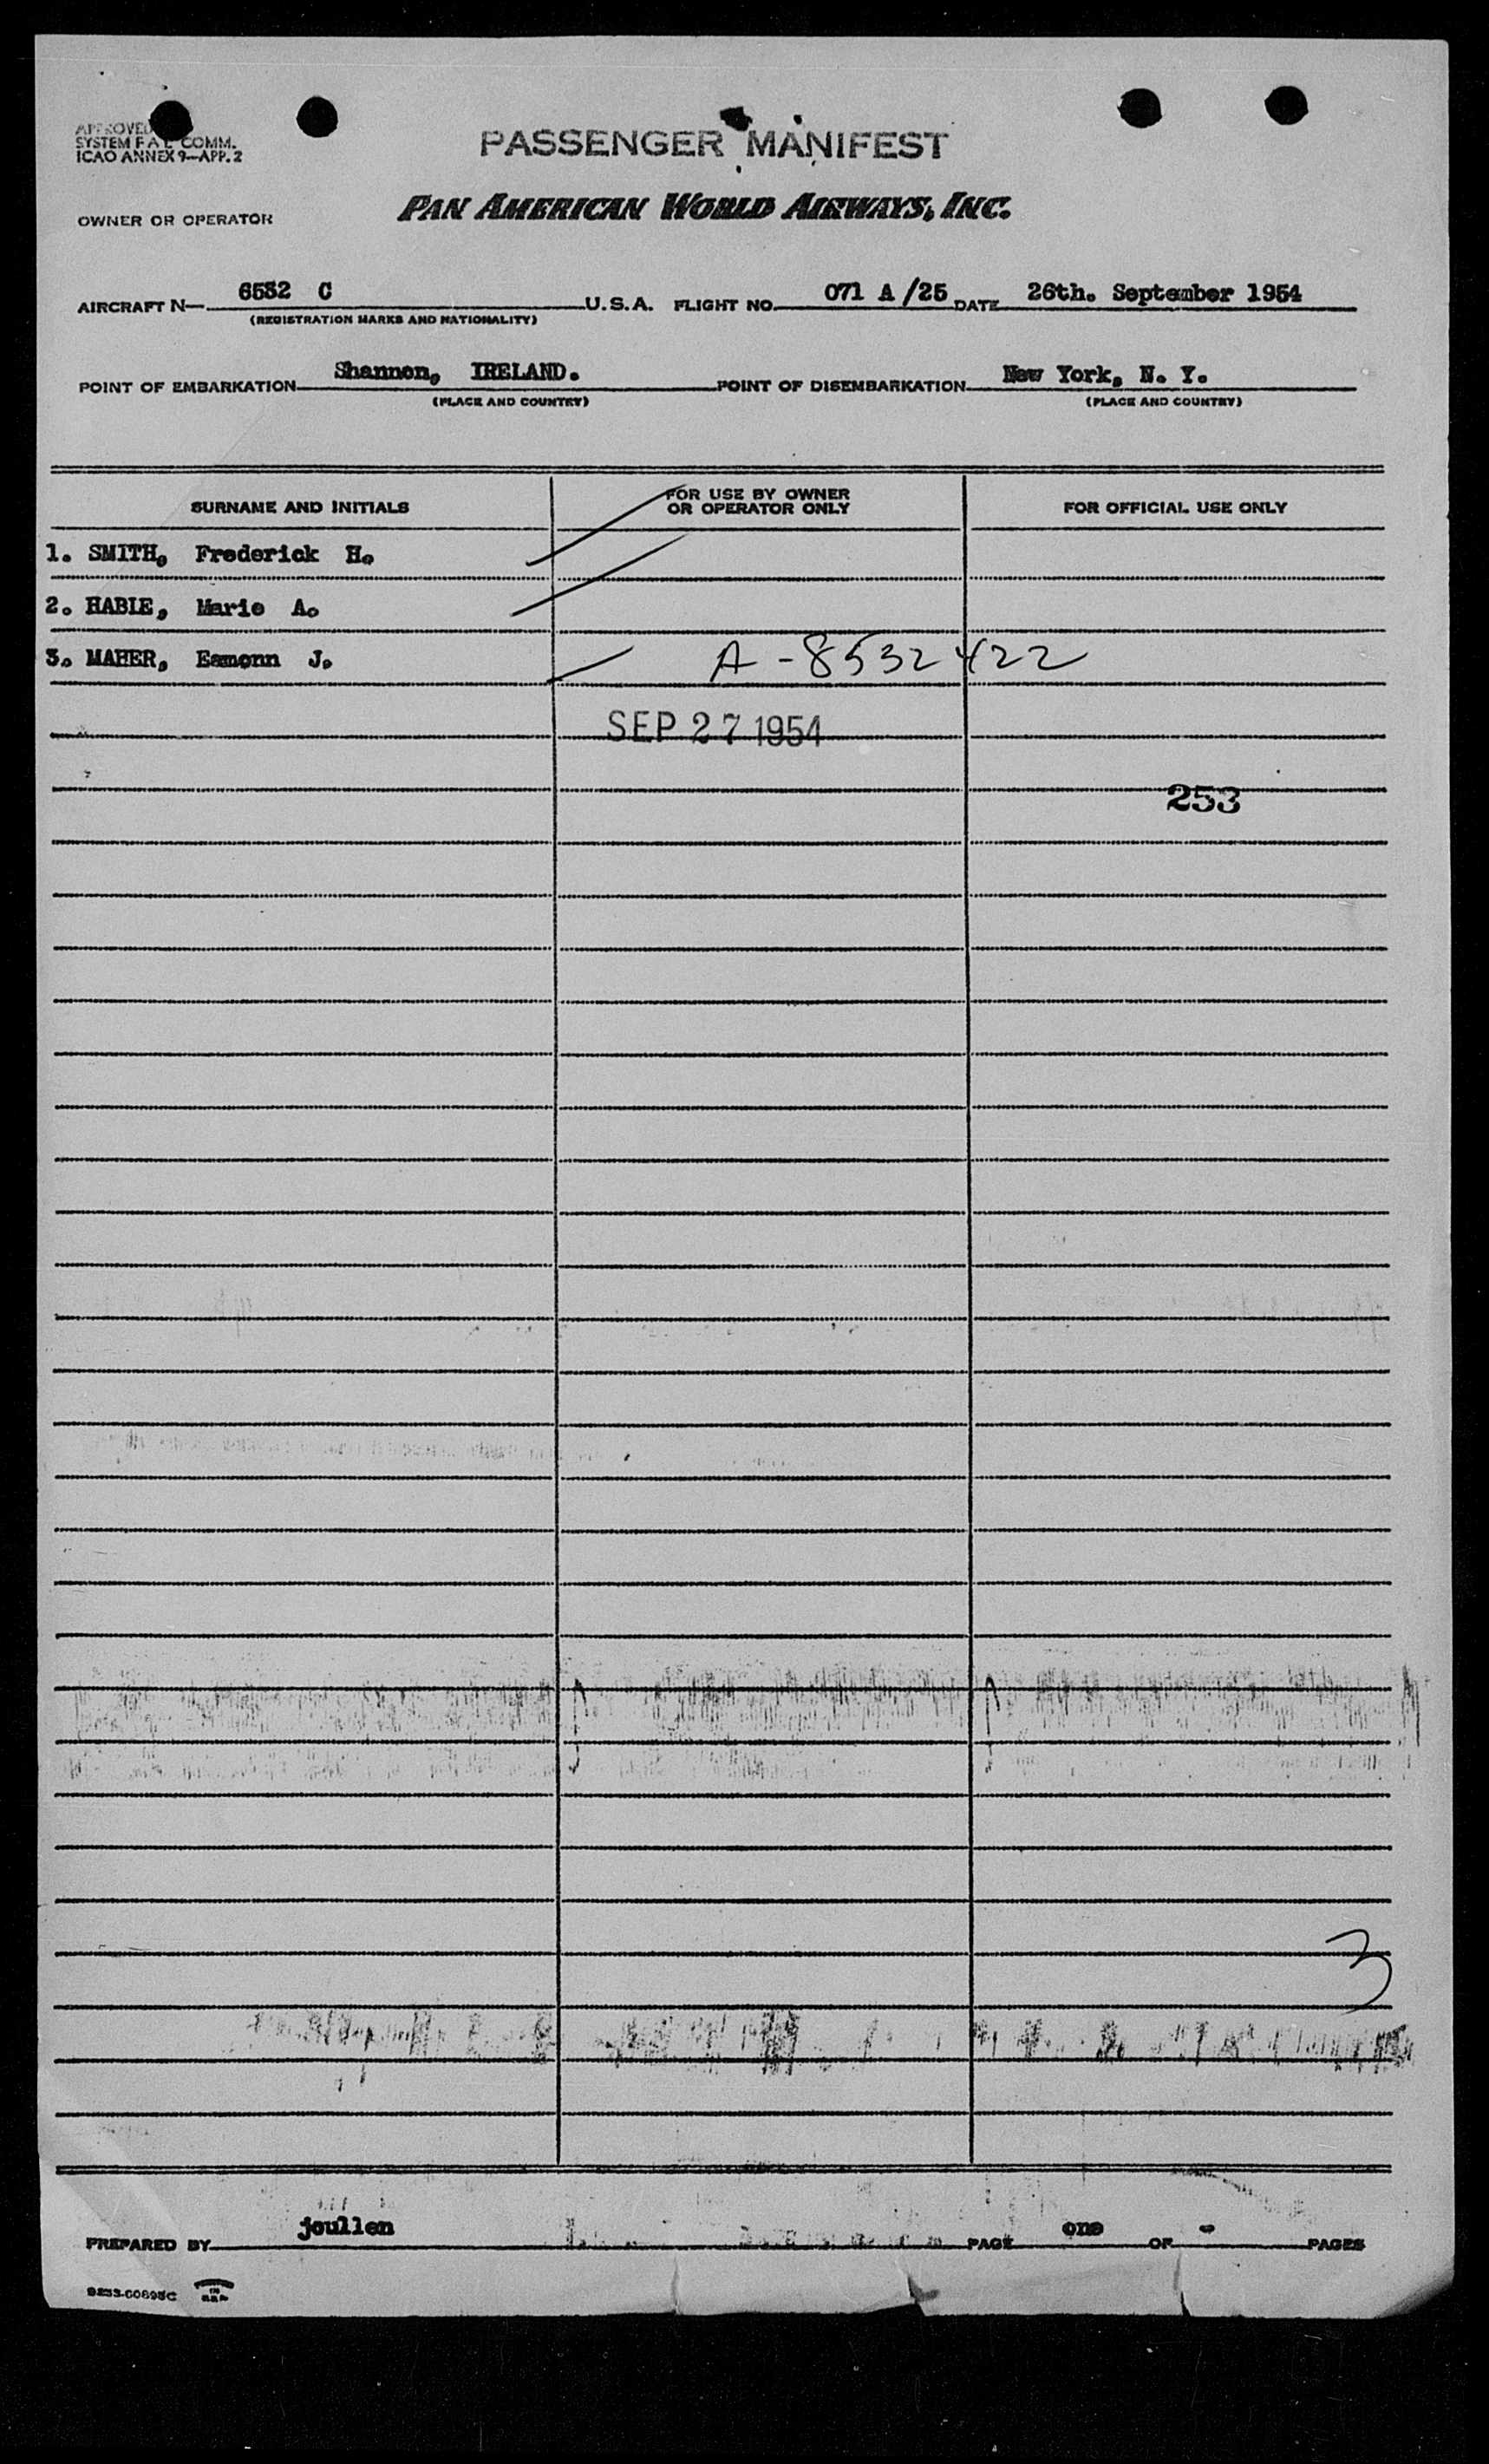 APPROVED
SYSTEM F A L COMM.
ICAO ANNEX 9—APP. 2
PASSENGER MANIFEST
OWNER OR OPERATOR PAN AMERICAN WORLD AIRWAYS, INC.
AIRCRAFT N— 6532 C U.S.A. FLIGHT NO. 071 A /25 DATE 26th. September 1954
(REGISTRATION MARKS AND NATIONALITY)
POINT OF EMBARKATION Shannon, IRELAND. POINT OF DISEMBARKATION New York, N. Y.
(PLACE AND COUNTRY) (PLACE AND COUNTRY)
SURNAME AND INITIALS FOR USE BY OWNER OR OPERATOR ONLY FOR OFFICIAL USE ONLY
1. SMITH, Frederick H.
2. HABLE, Marie A.
3. MAHER, Eamonn J. A-8532422
SEP 27 1954
253
3
PREPARED BY jcullen PAGE one OF - PAGES